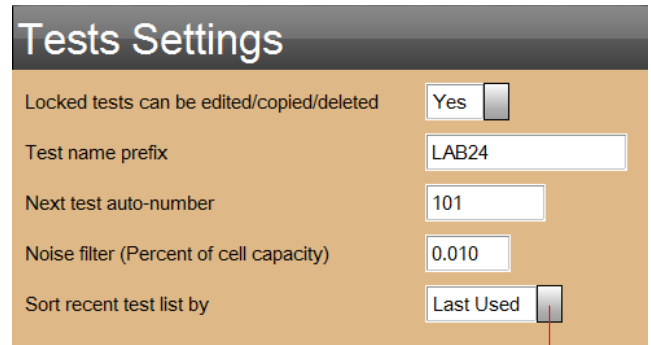 Tests Settings
Locked tests can be edited/copied/deleted Yes
Test name prefix LAB24
Next test auto-number 101
Noise filter (Percent of cell capacity) 0.010
Sort recent test list by Last Used